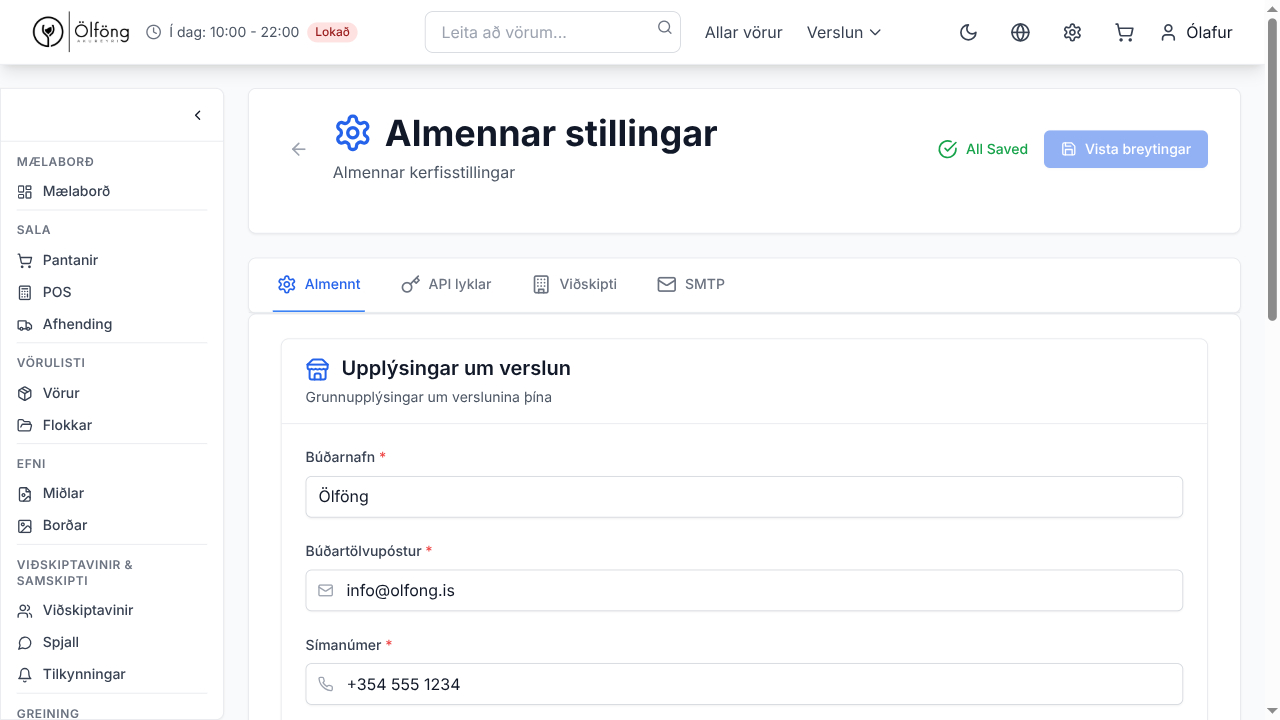 Ölföng
Í dag: 10:00 - 22:00
Lokað
Leita að vörum...
Allar vörur
Verslun
Ólafur
MÆLABORÐ
Mælaborð
SALA
Pantanir
POS
Afhending
VÖRULISTI
Vörur
Flokkar
EFNI
Miðlar
Borðar
VIÐSKIPTAVINIR &
SAMSKIPTI
Viðskiptavinir
Spjall
Tilkynningar
GREINING
Almennar stillingar
Almennar kerfisstillingar
All Saved
Vista breytingar
Almennt
API lyklar
Viðskipti
SMTP
Upplýsingar um verslun
Grunnupplýsingar um verslunina þína
Búðarnafn *
Ölföng
Búðartölvupóstur *
info@olfong.is
Símanúmer *
+354 555 1234